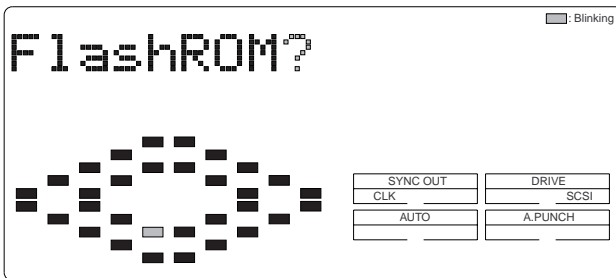 : Blinking
FlashROM?
SYNC OUT
DRIVE
CLK
SCSI
AUTO
A.PUNCH